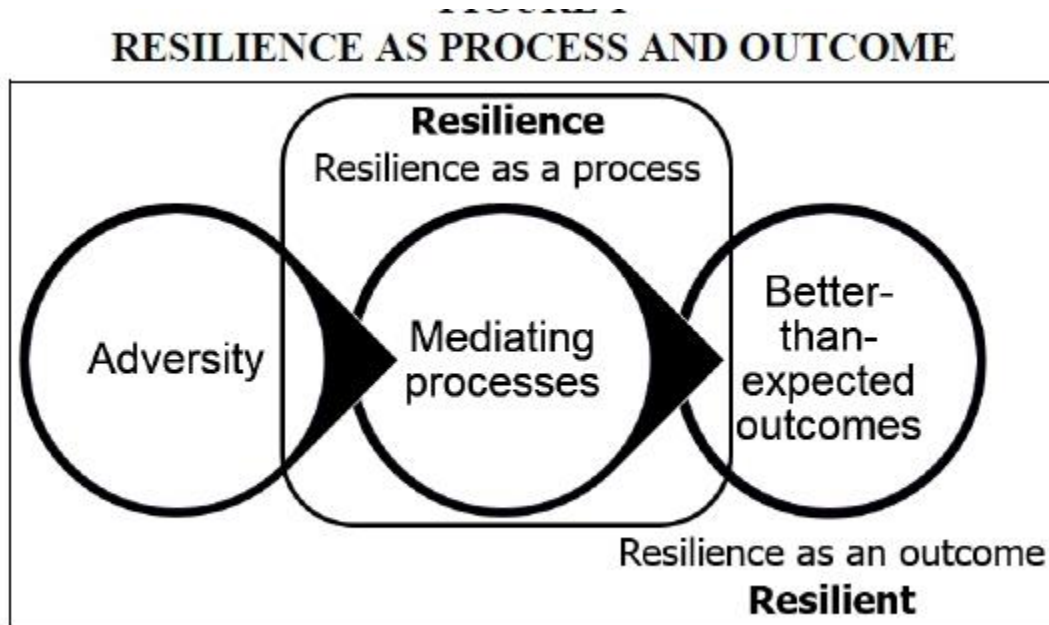 RESILIENCE AS PROCESS AND OUTCOME
Resilience
Resilience as a process
Adversity
Mediating
processes
Better-
than-
expected
outcomes
Resilience as an outcome
Resilient